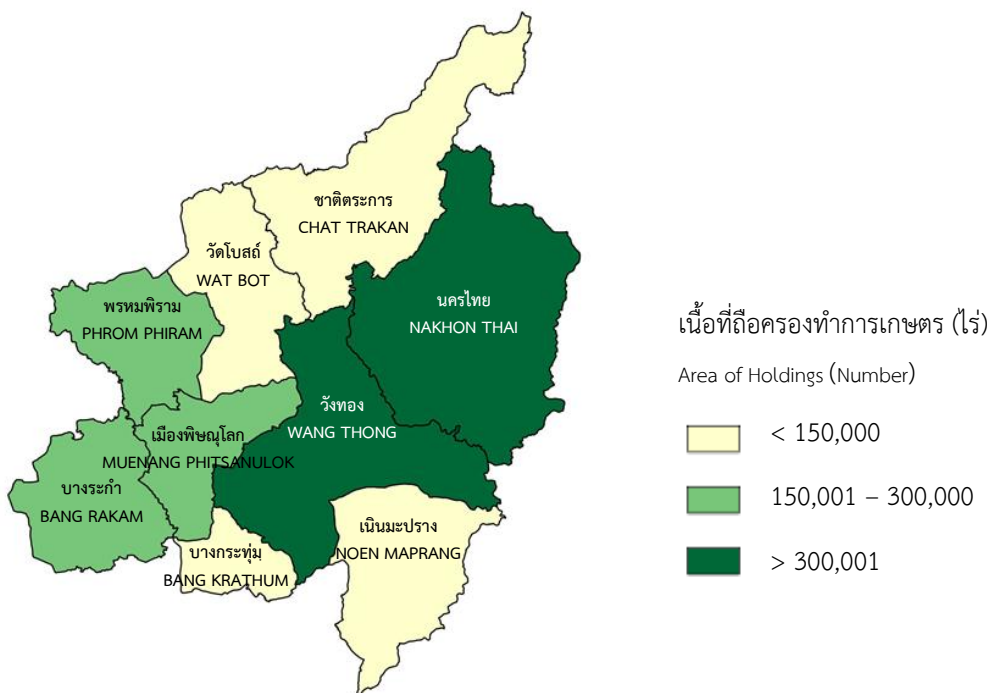 ชาติตระการ
CHAT TRAKAN
วัดโบสถ์
WAT BOT
พรหมพิราม
PHROM PHIRAM
นครไทย
NAKHON THAI
วังทอง
WANG THONG
เมืองพิษณุโลก
MUENANG PHITSANULOK
บางระกำ
BANG RAKAM
บางกระทุ่ม
BANG KRATHUM
เนินมะปราง
NOEN MAPRANG
เนื้อที่ถือครองทำการเกษตร (ไร่)
Area of Holdings (Number)
< 150,000
150,001 – 300,000
> 300,001